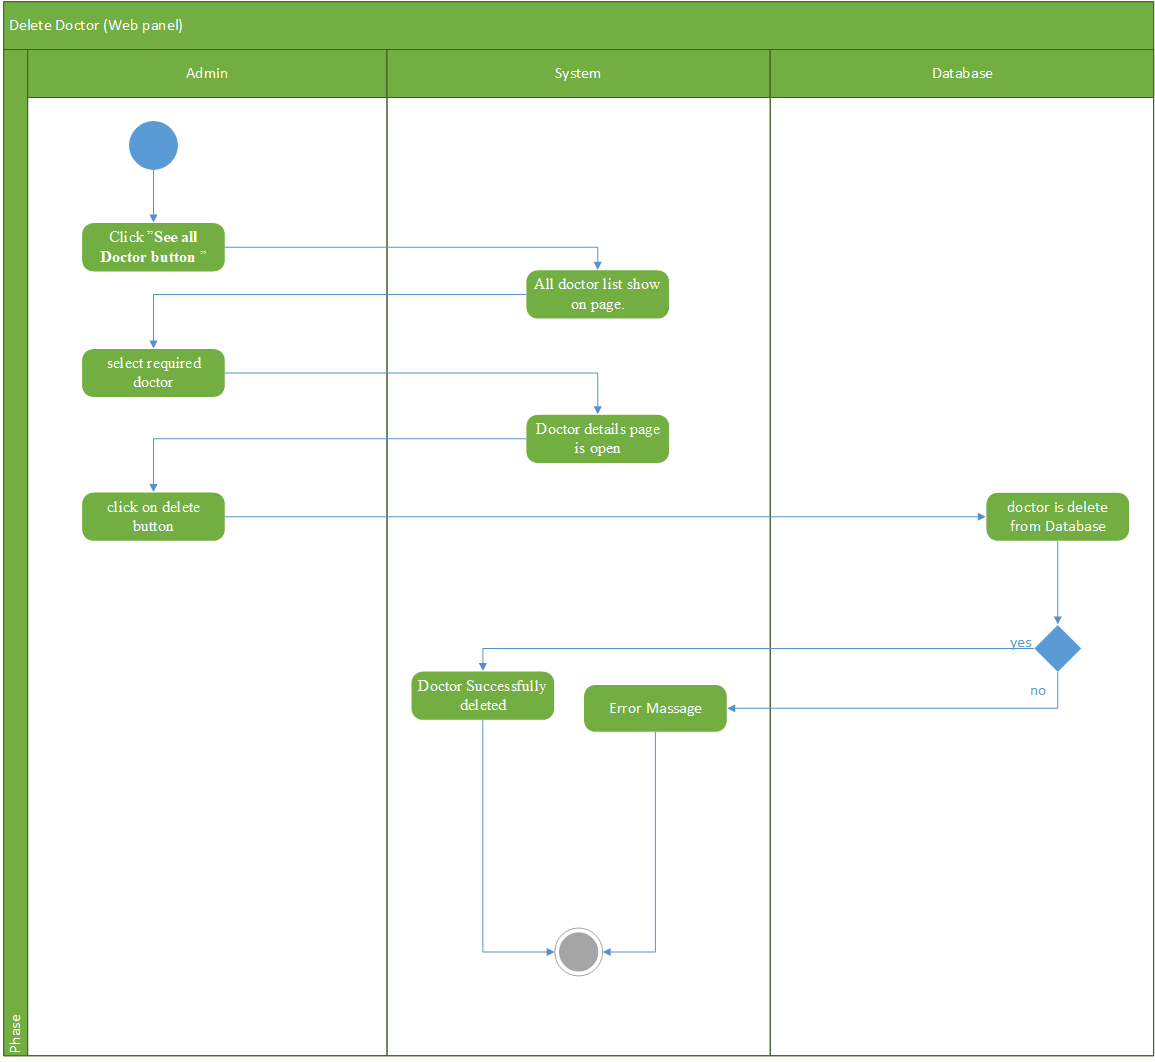 Delete Doctor (Web panel)
Admin
System
Database
Click ”See all
Doctor button ”
All doctor list show
on page.
select required
doctor
Doctor details page
is open
click on delete
button
doctor is delete
from Database
yes
no
Doctor Successfully
deleted
Error Massage
Phase